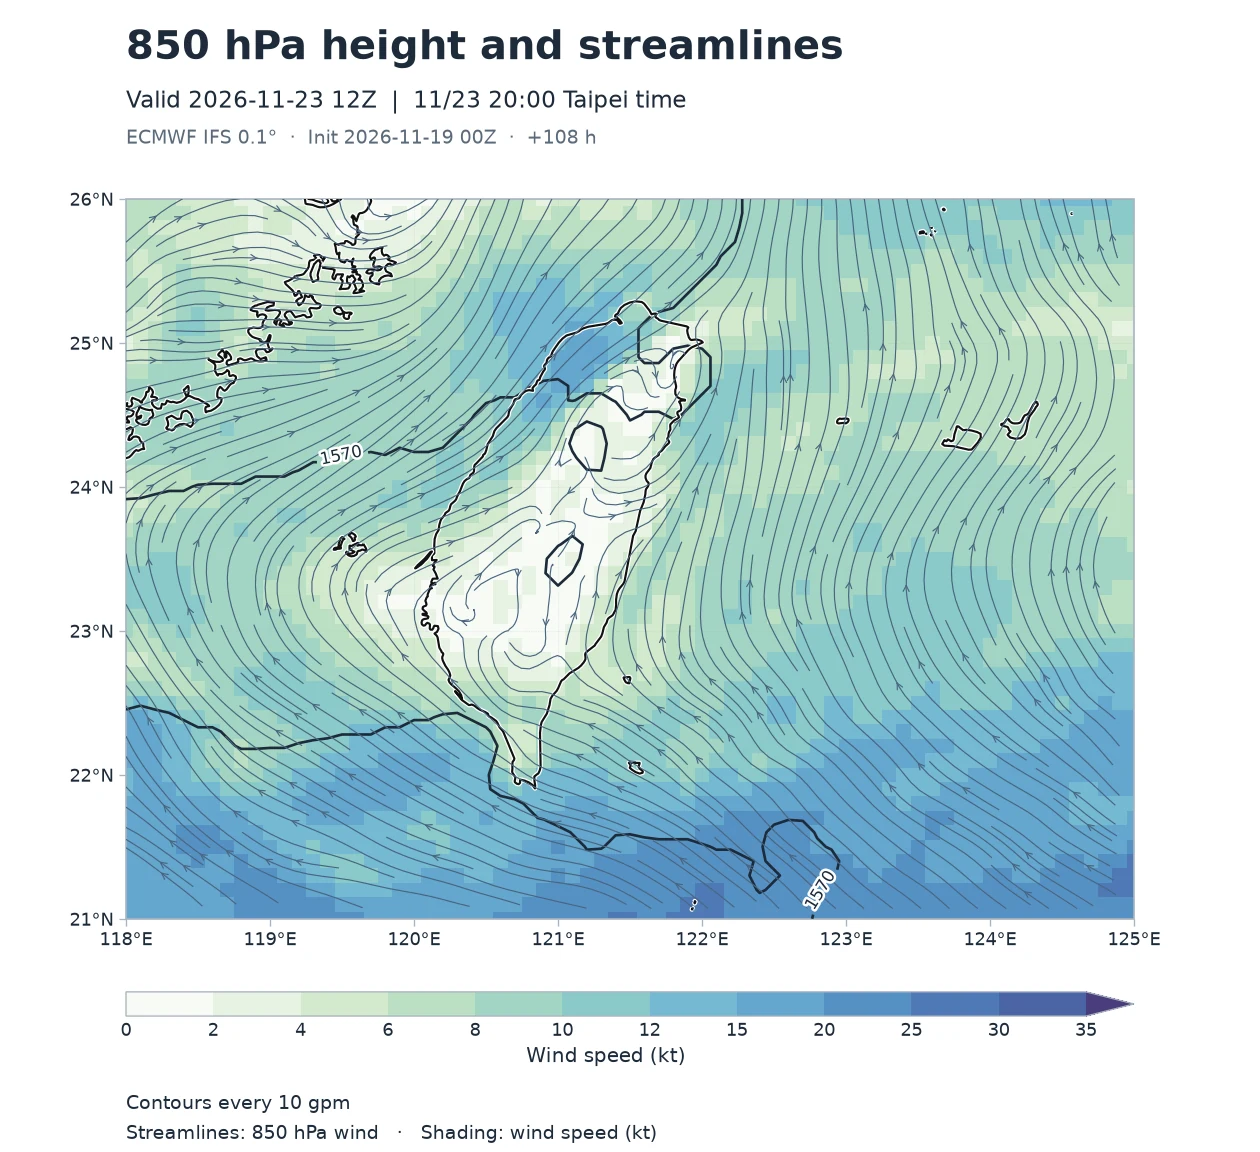 850 hPa height and streamlines
Valid 2026-11-23 12Z | 11/23 20:00 Taipei time
ECMWF IFS 0.1° · Init 2026-11-19 00Z · +108 h
26°N
25°N
24°N
23°N
22°N
21°N
1570
1570
118°E 119°E 120°E 121°E 122°E 123°E 124°E 125°E
0 2 4 6 8 10 12 15 20 25 30 35
Wind speed (kt)
Contours every 10 gpm
Streamlines: 850 hPa wind · Shading: wind speed (kt)